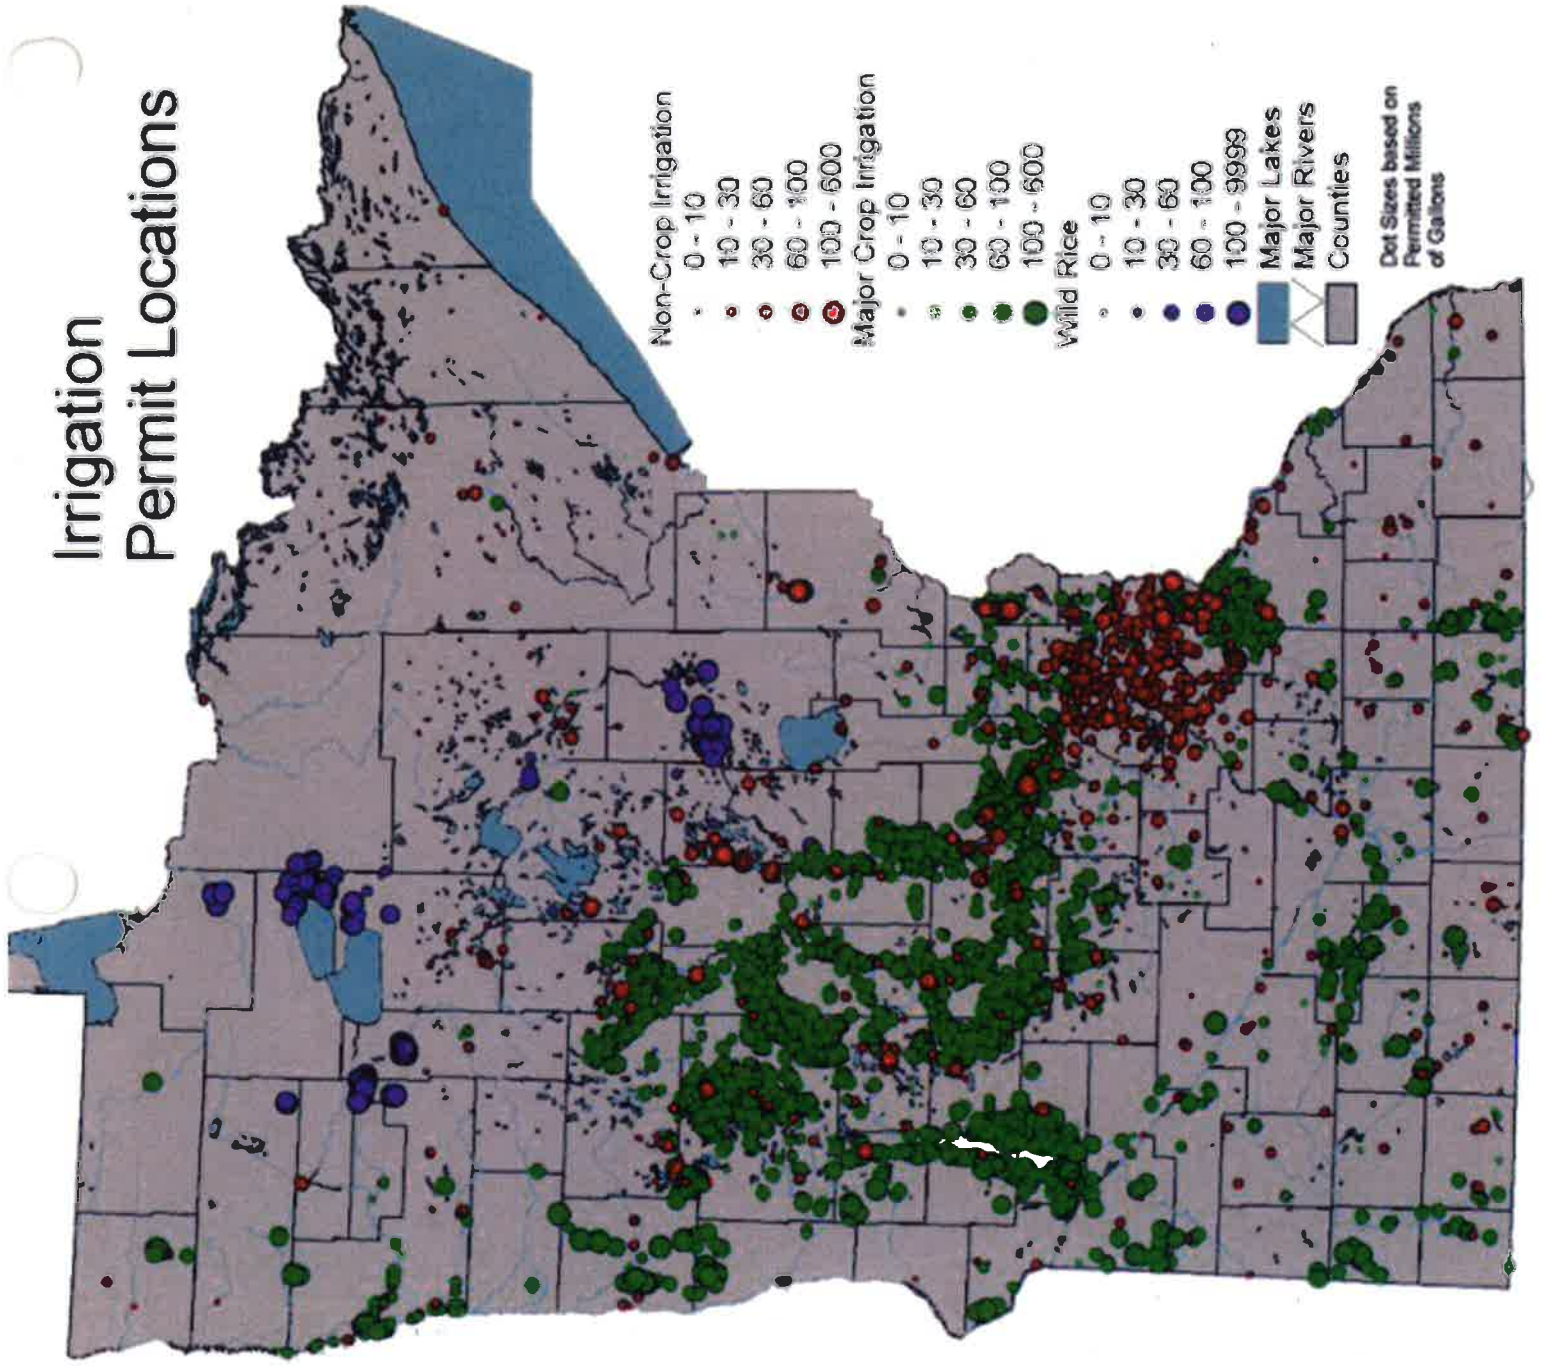 Irrigation
Permit Locations
Non-Crop Irrigation
0 - 10
10 - 30
30 - 60
60 - 100
100 - 600
Major Crop Irrigation
0 - 10
10 - 30
30 - 60
60 - 100
100 - 600
Wild Rice
0 - 10
10 - 30
30 - 60
60 - 100
100 - 9999
Major Lakes
Major Rivers
Counties
Dot Sizes based on
Permitted Millions
of Gallons